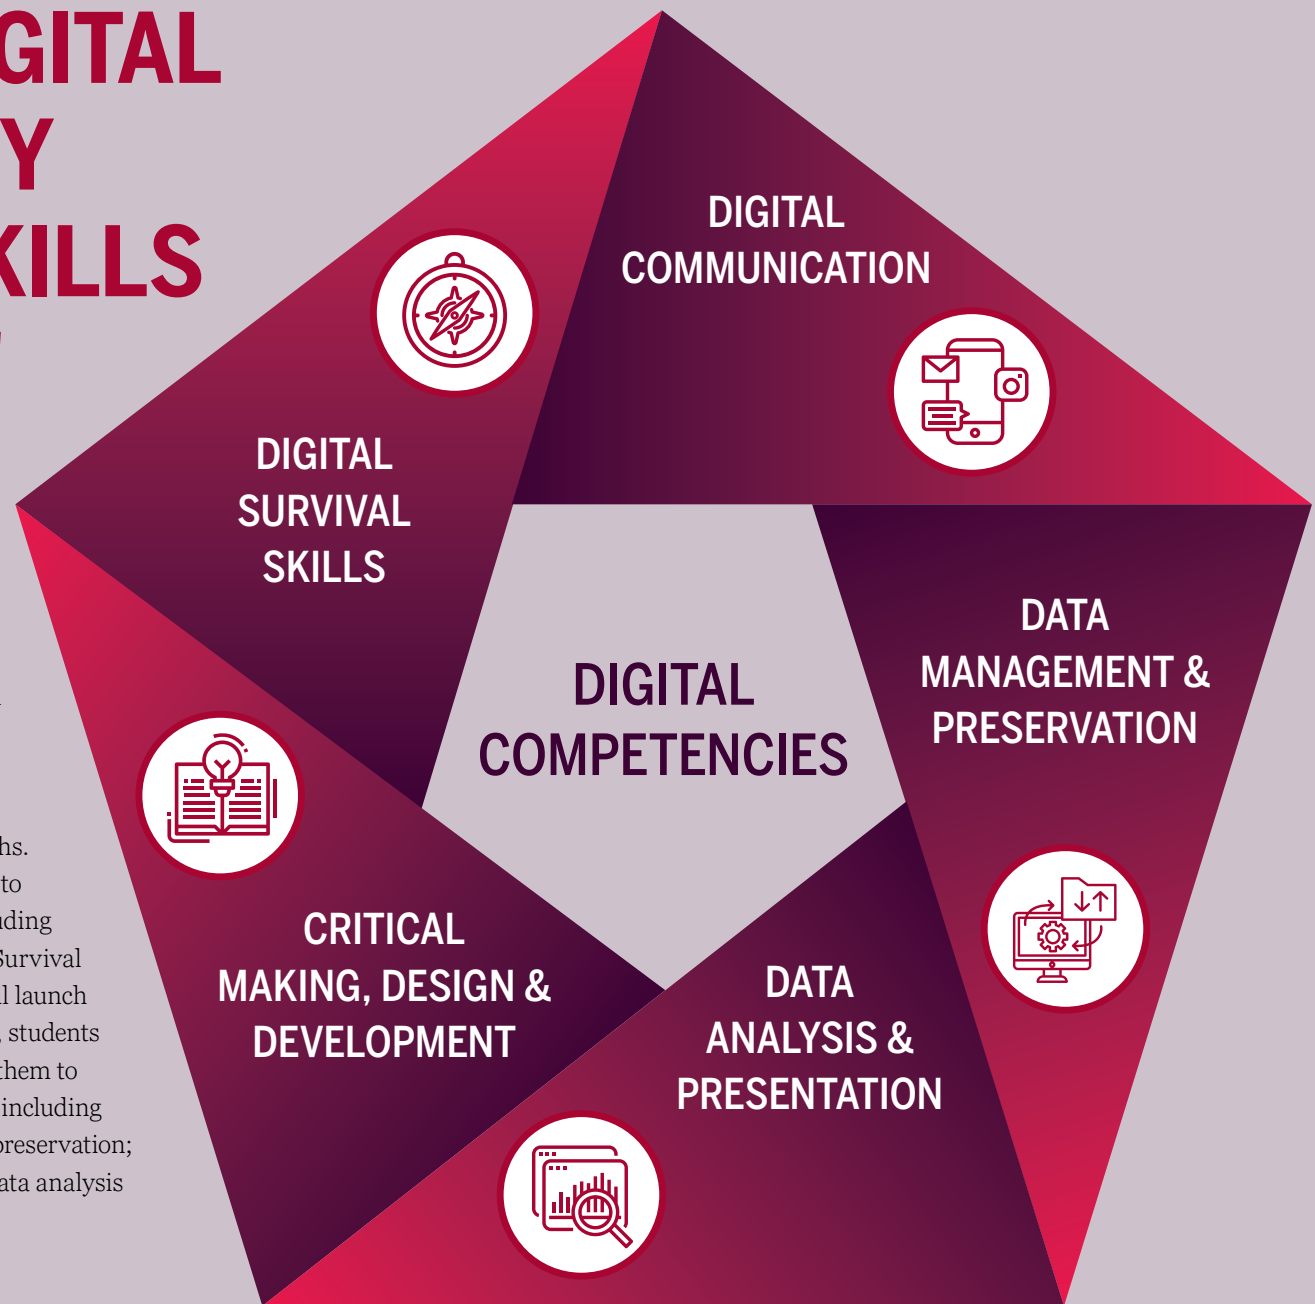 GITAL
Y
KILLS
hs.
to
uding
Survival
l launch
, students
them to
including
preservation;
ata analysis
DIGITAL
SURVIVAL
SKILLS
DIGITAL
COMMUNICATION
DATA
MANAGEMENT &
PRESERVATION
DIGITAL
COMPETENCIES
CRITICAL
MAKING, DESIGN &
DEVELOPMENT
DATA
ANALYSIS &
PRESENTATION